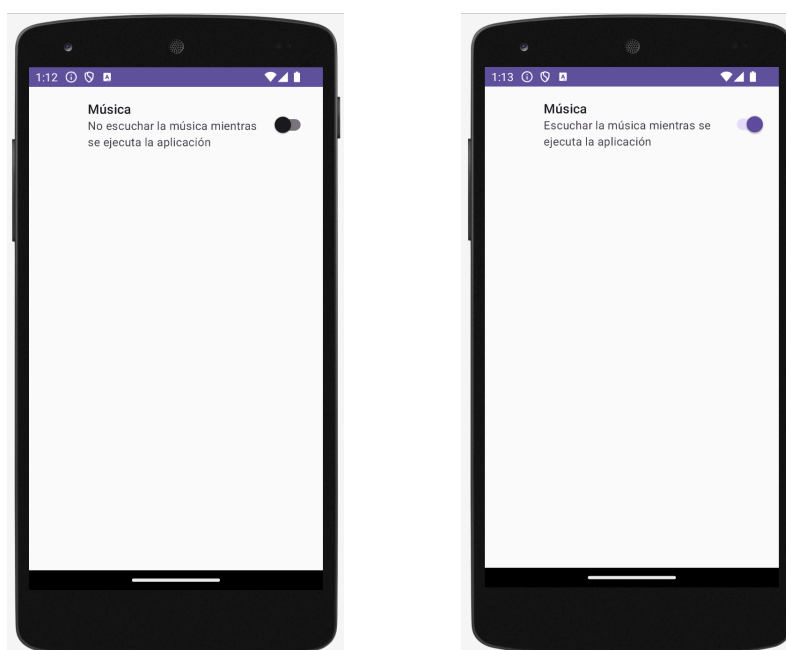 1:12
Música
No escuchar la música mientras
se ejecuta la aplicación
1:13
Música
Escuchar la música mientras se
ejecuta la aplicación